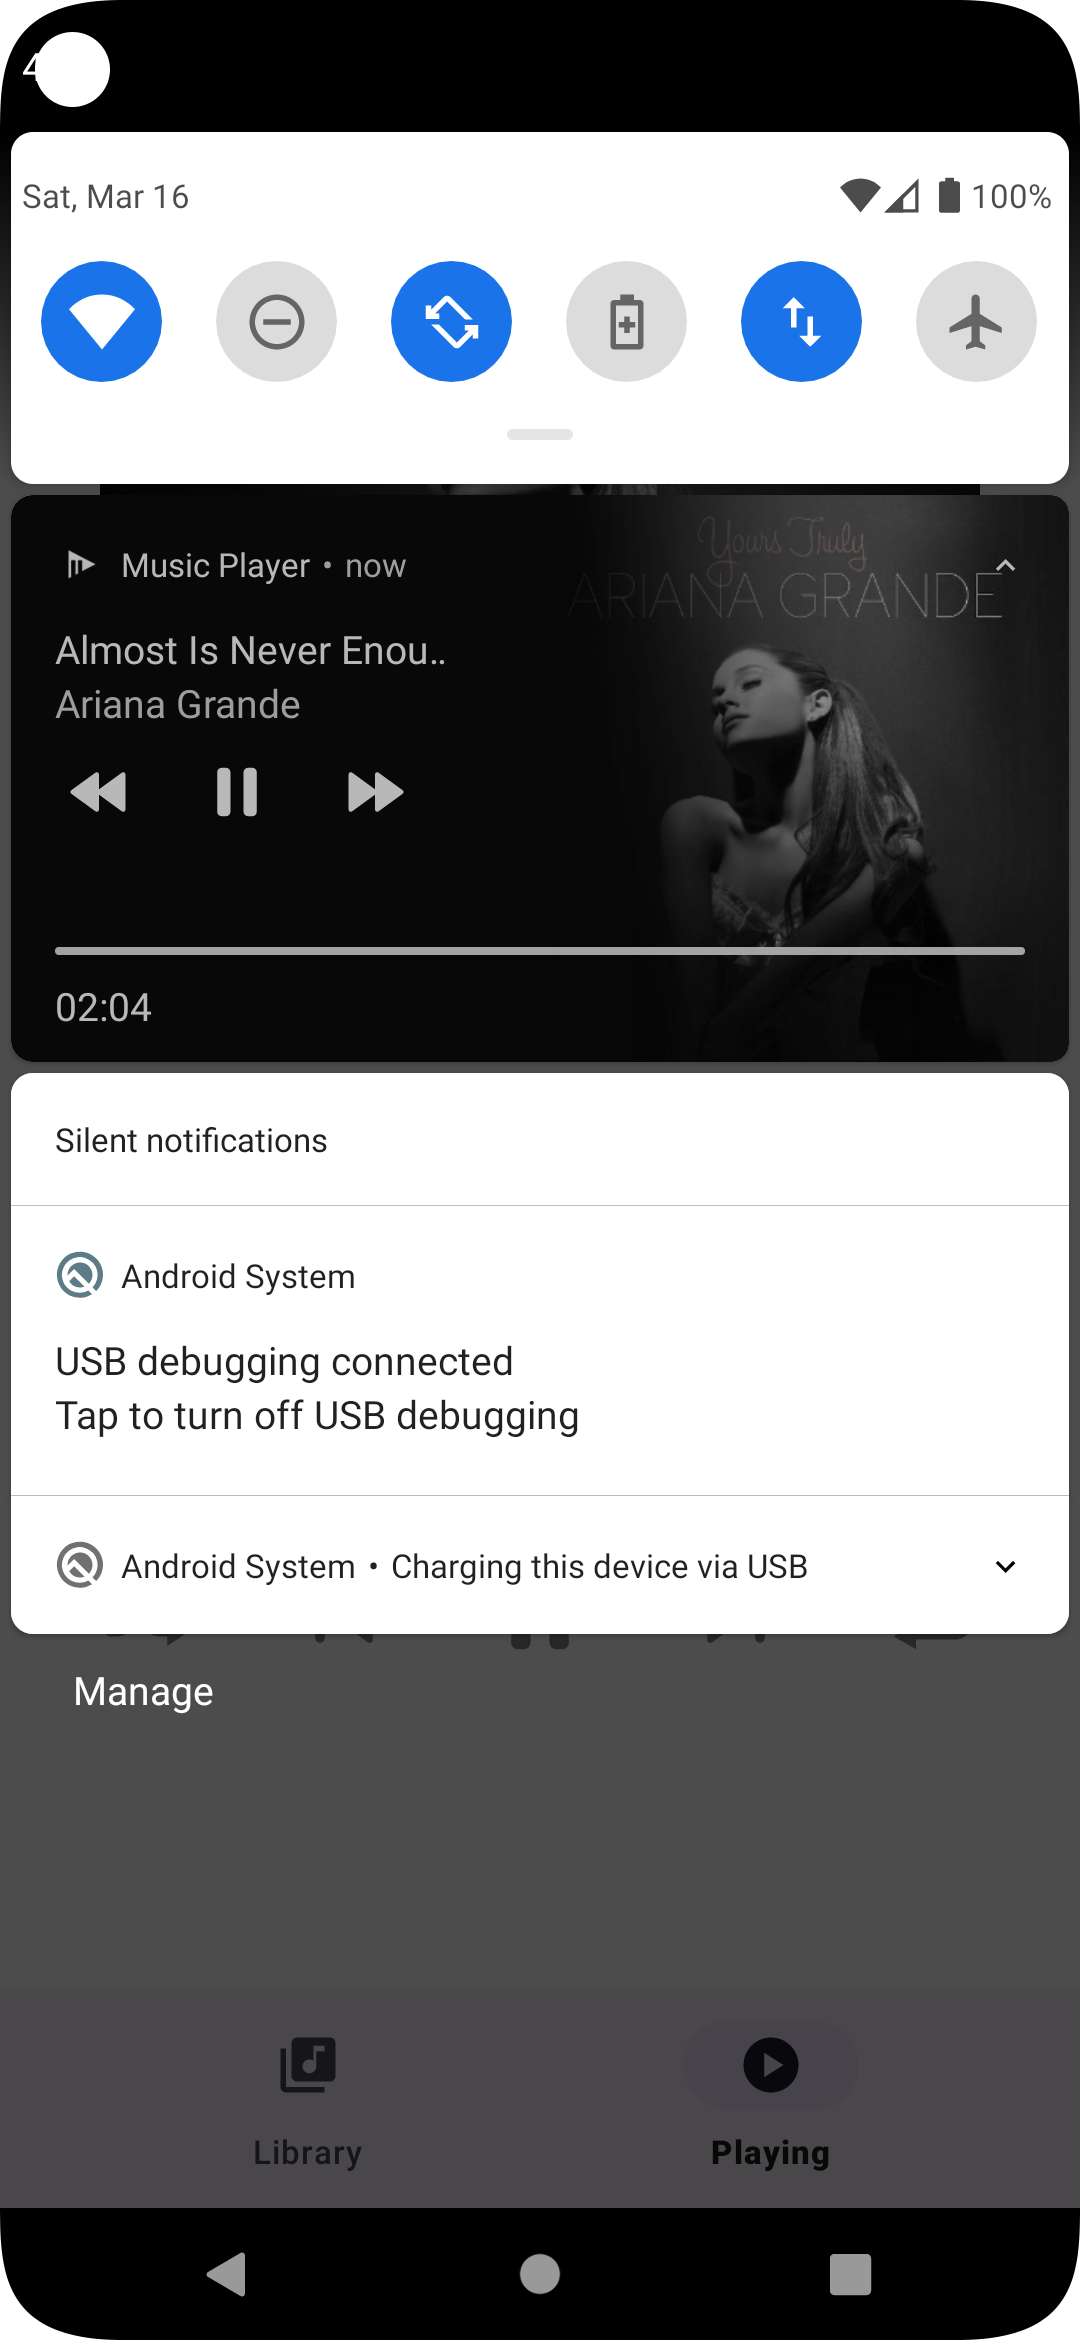 4
Sat, Mar 16
100%
Music Player • now
Yours Truly
ARIANA GRANDE
Almost Is Never Enou..
Ariana Grande
02:04
Silent notifications
Android System
USB debugging connected
Tap to turn off USB debugging
Android System • Charging this device via USB
Manage
Library
Playing